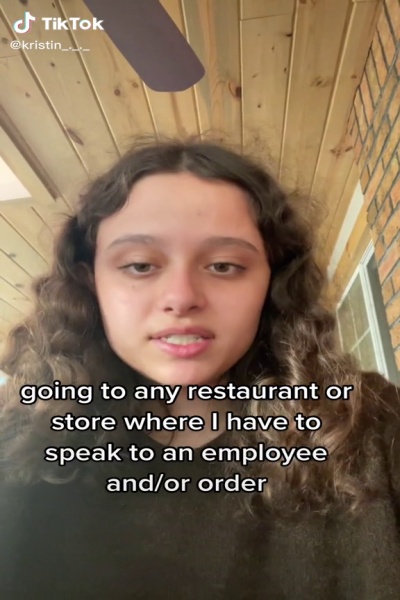 TikTok
@kristin_._._
going to any restaurant or
store where I have to
speak to an employee
and/or order